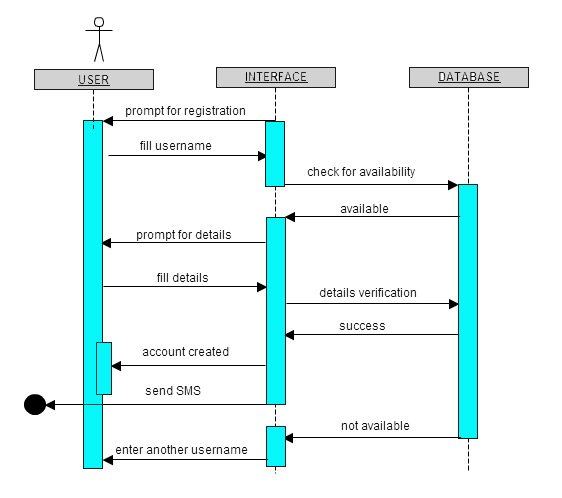 USER
INTERFACE
DATABASE
prompt for registration
fill username
check for availability
available
prompt for details
fill details
details verification
success
account created
send SMS
not available
enter another username